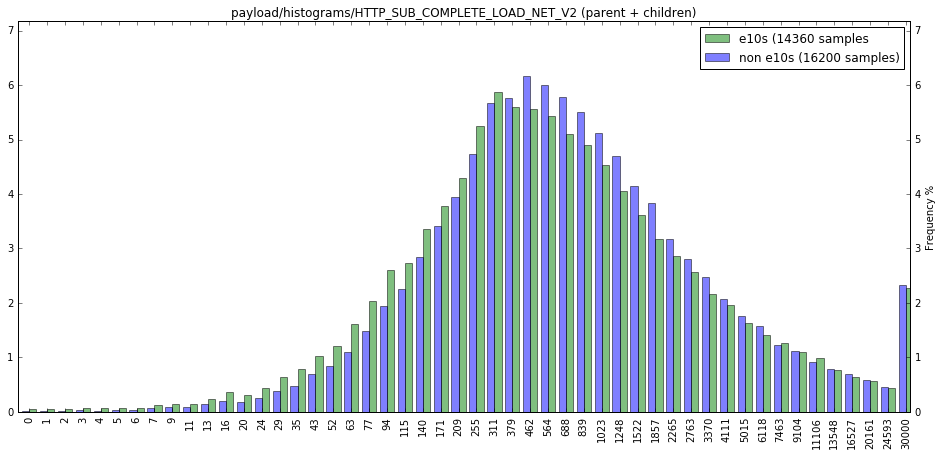 payload/histograms/HTTP_SUB_COMPLETE_LOAD_NET_V2 (parent + children)
e10s (14360 samples
non e10s (16200 samples)
7 7
6 6
5 5
4 4
3 3
2 2
1 1
0 0
Frequency %
0 1 2 3 4 5 6 7 9 11 13 16 20 24 29 35 43 52 63 77 94 115 140 171 209 255 311 379 462 564 688 839 1023 1248 1522 1857 2265 2763 3370 4111 5015 6118 7463 9104 11106 13548 16527 20161 24593 30000